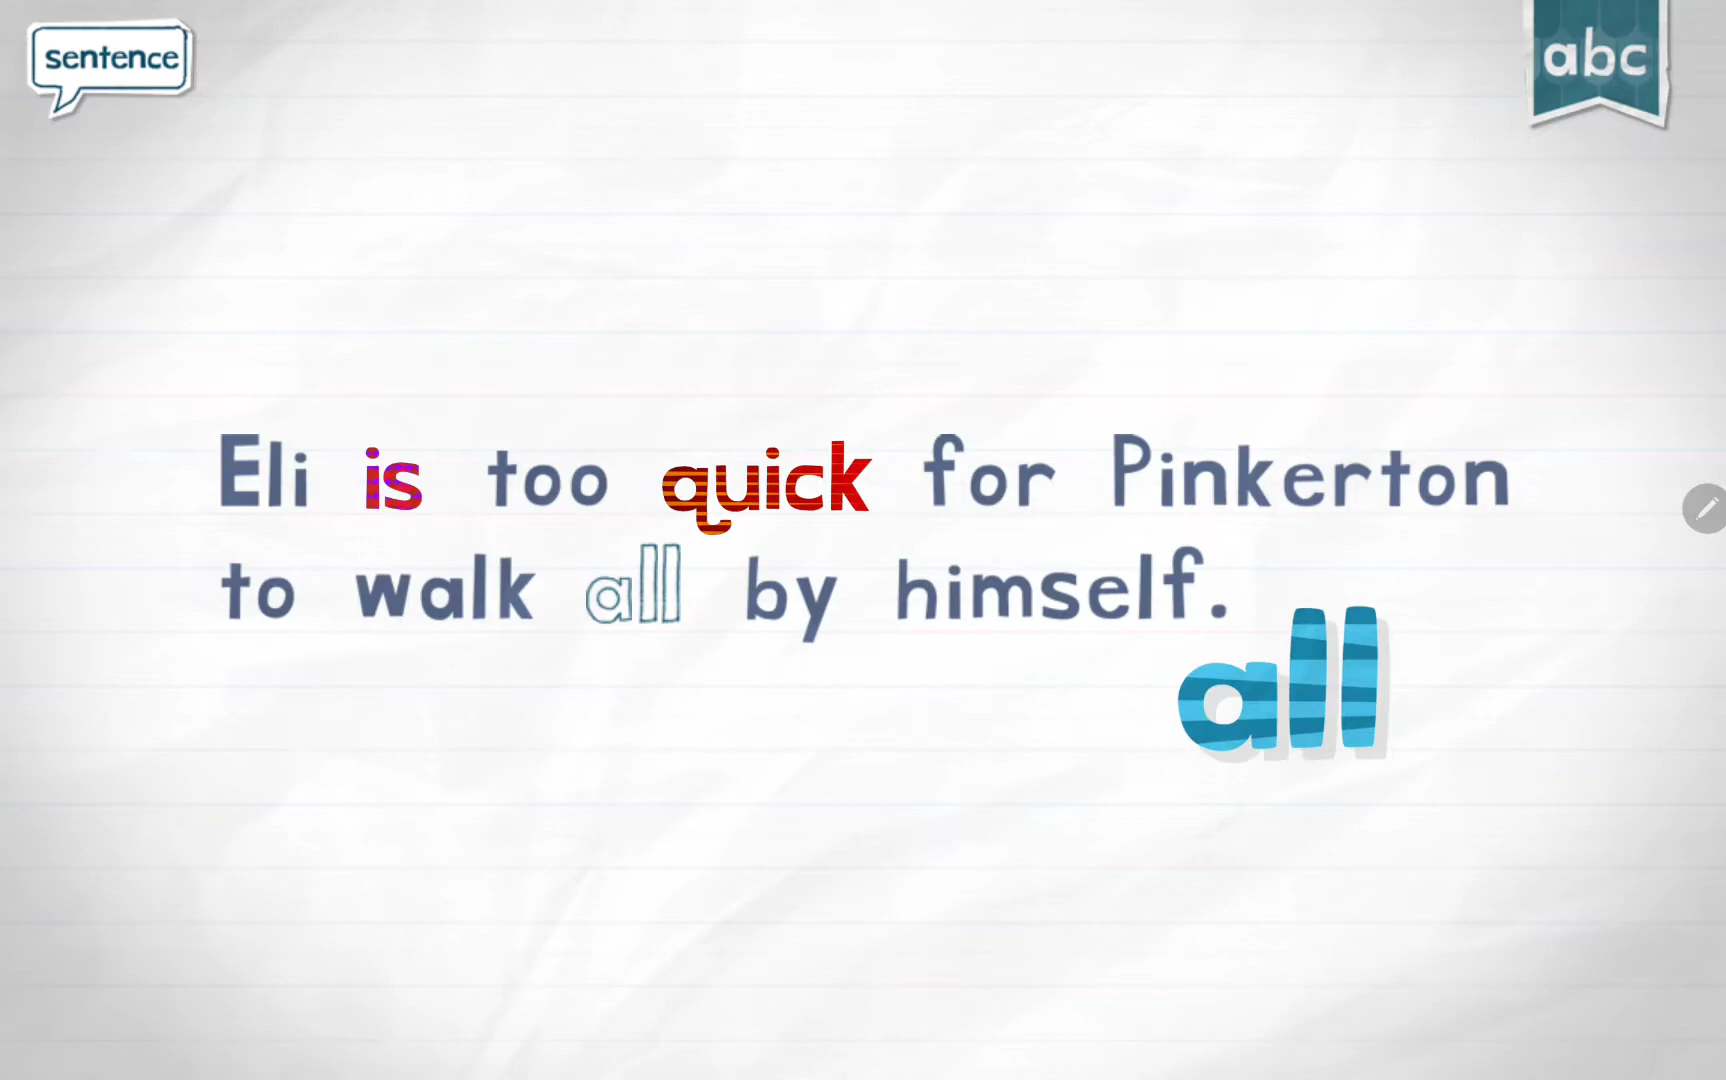 sentence
abc
Eli is too quick for Pinkerton
to walk all by himself.
all